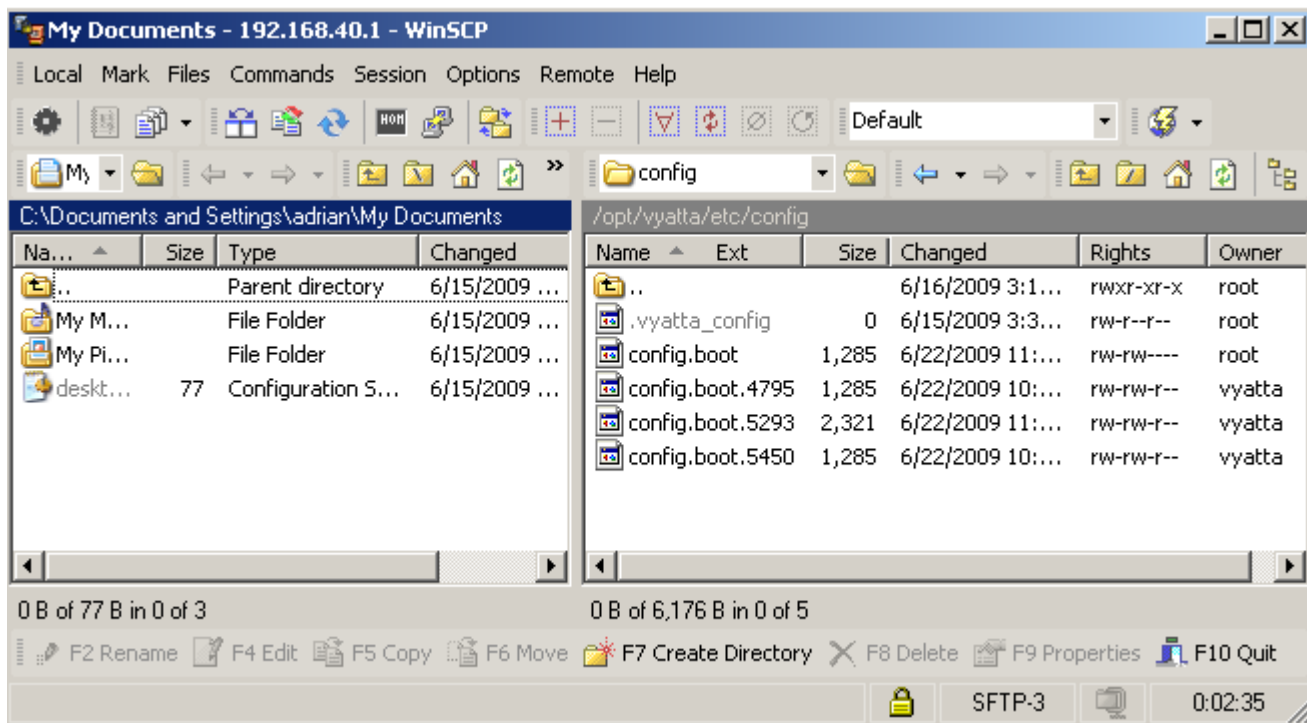 My Documents - 192.168.40.1 - WinSCP
Local Mark Files Commands Session Options Remote Help
Default
My
config
C:\Documents and Settings\adrian\My Documents
/opt/vyatta/etc/config
Na... Size Type Changed
Name Ext Size Changed Rights Owner
.. Parent directory 6/15/2009 ...
.. 6/16/2009 3:1... rwxr-xr-x root
My M... File Folder 6/15/2009 ...
.vyatta_config 0 6/15/2009 3:3... rw-r--r-- root
My Pi... File Folder 6/15/2009 ...
config.boot 1,285 6/22/2009 11:... rw-rw---- root
deskt... 77 Configuration S... 6/15/2009 ...
config.boot.4795 1,285 6/22/2009 10:... rw-rw-r-- vyatta
config.boot.5293 2,321 6/22/2009 11:... rw-rw-r-- vyatta
config.boot.5450 1,285 6/22/2009 10:... rw-rw-r-- vyatta
0 B of 77 B in 0 of 3
0 B of 6,176 B in 0 of 5
F2 Rename F4 Edit F5 Copy F6 Move F7 Create Directory F8 Delete F9 Properties F10 Quit
SFTP-3 0:02:35